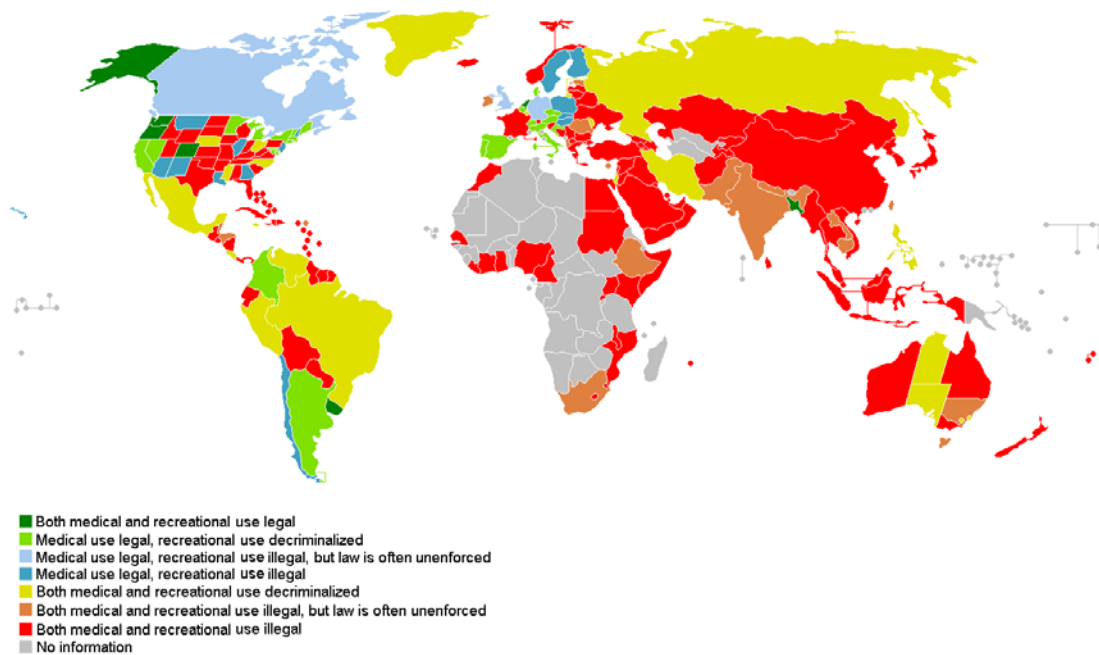 Both medical and recreational use legal
Medical use legal, recreational use decriminalized
Medical use legal, recreational use illegal, but law is often unenforced
Medical use legal, recreational use illegal
Both medical and recreational use decriminalized
Both medical and recreational use illegal, but law is often unenforced
Both medical and recreational use illegal
No information